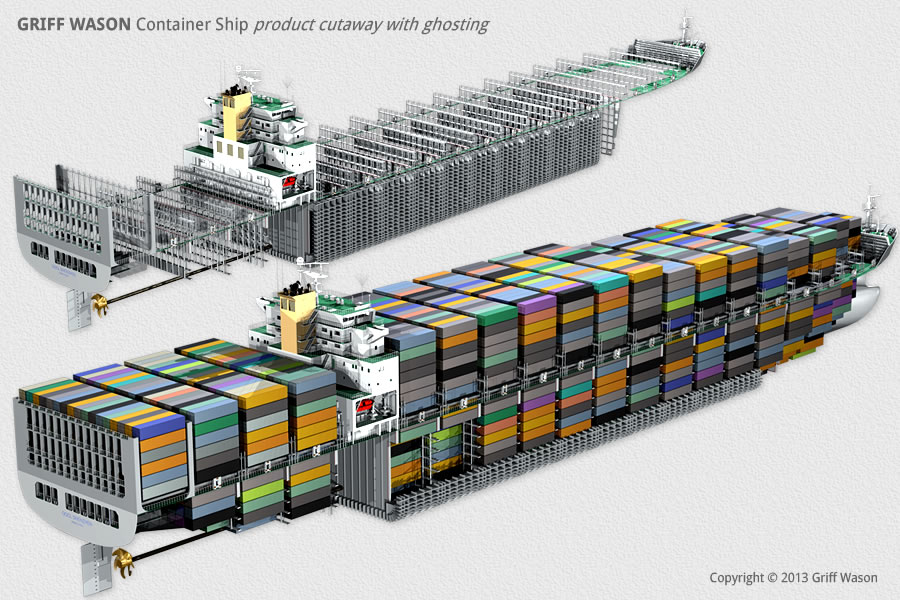 GRIFF WASON Container Ship product cutaway with ghosting
Copyright © 2013 Griff Wason